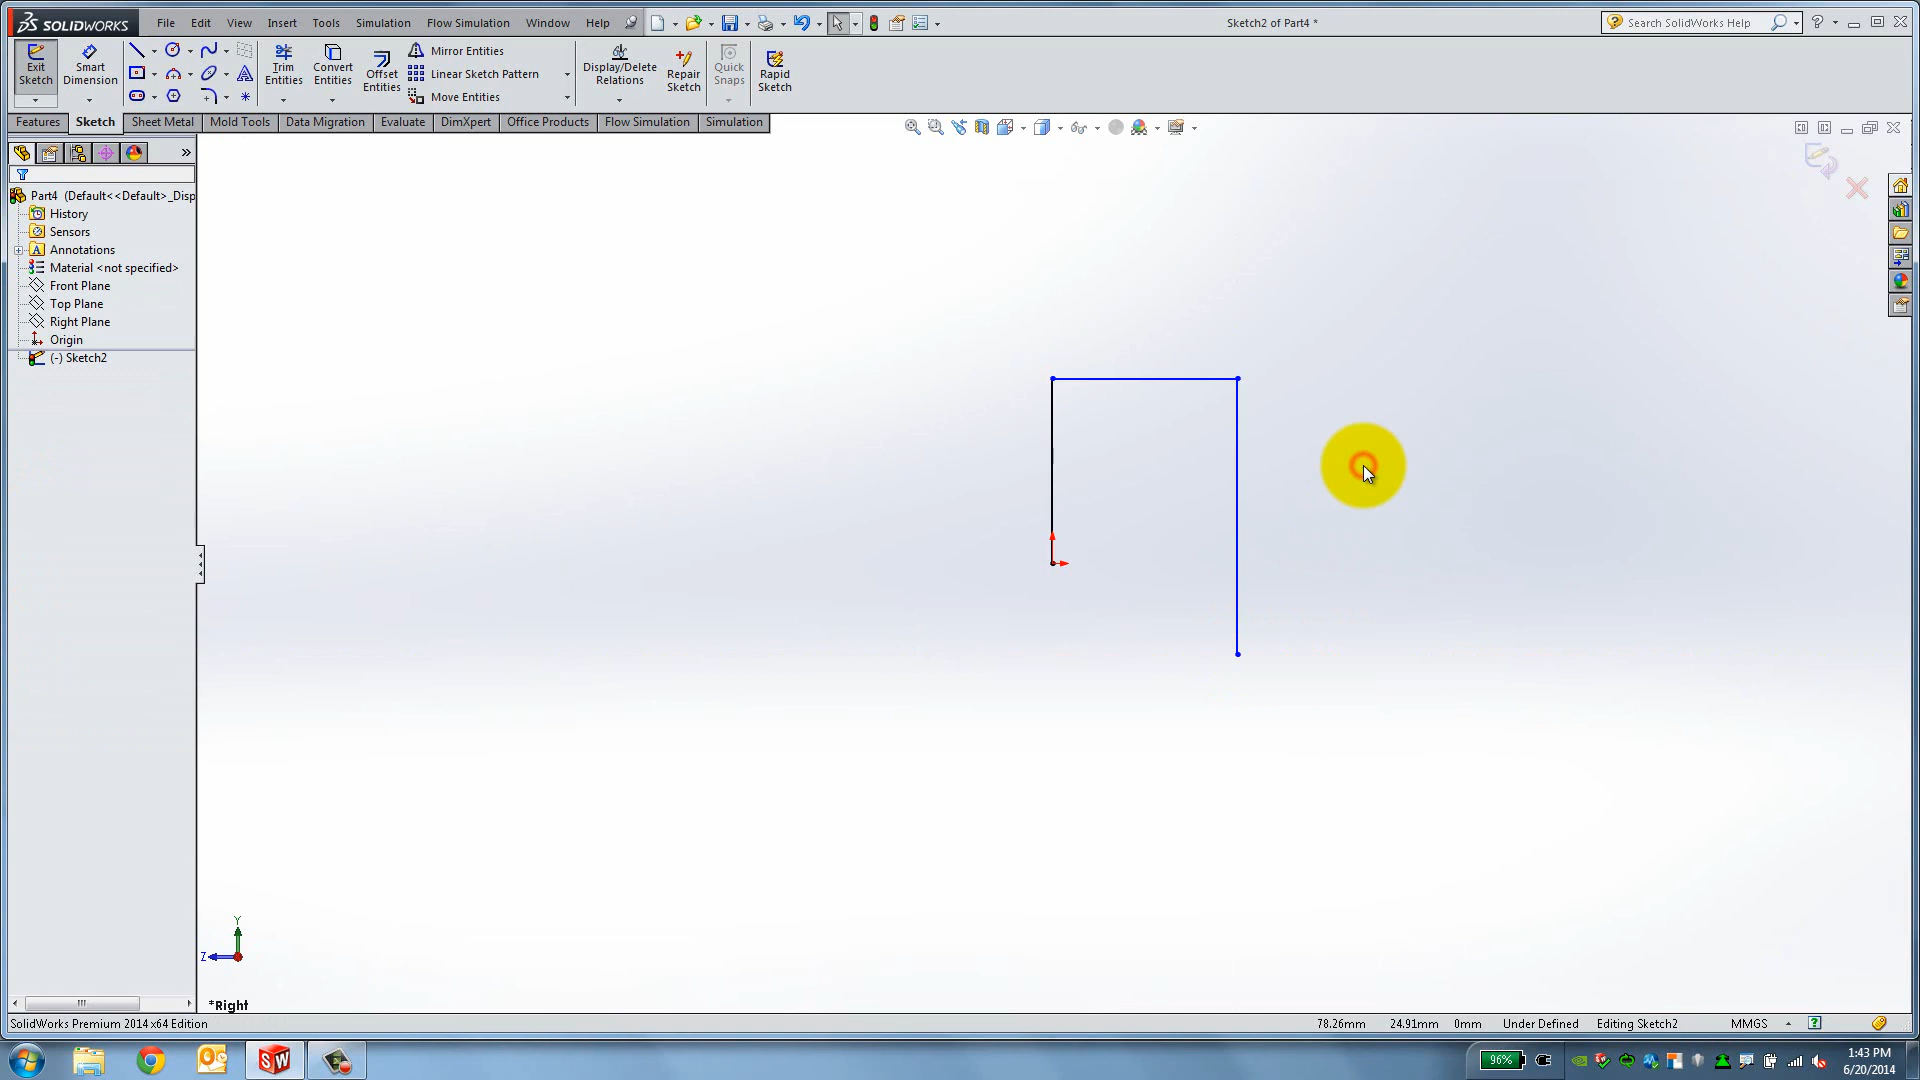 SOLIDWORKS File Edit View Insert Tools Simulation Flow Simulation Window Help Sketch2 of Part4 * Search SolidWorks Help
Exit Sketch
Smart Dimension
Trim Entities
Convert Entities
Offset Entities
Mirror Entities
Linear Sketch Pattern
Move Entities
Display/Delete Relations
Repair Sketch
Quick Snaps
Rapid Sketch
Features Sketch Sheet Metal Mold Tools Data Migration Evaluate DimXpert Office Products Flow Simulation Simulation
Part4 (Default<<Default>_Disp
History
Sensors
Annotations
Material <not specified>
Front Plane
Top Plane
Right Plane
Origin
(-) Sketch2
Y
Z
*Right
SolidWorks Premium 2014 x64 Edition 78.26mm 24.91mm 0mm Under Defined Editing Sketch2 MMGS
SW 96% 1:43 PM
6/20/2014